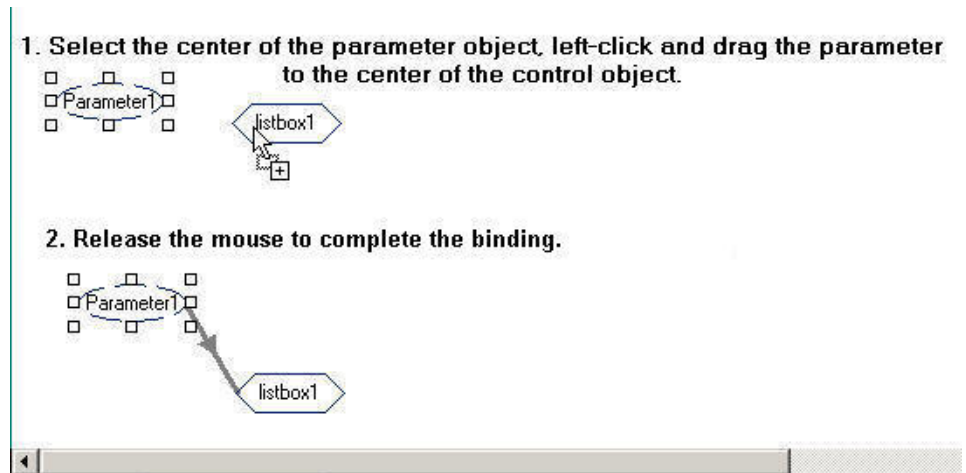 1. Select the center of the parameter object, left-click and drag the parameter
to the center of the control object.
Parameter1
listbox1
2. Release the mouse to complete the binding.
Parameter1
listbox1